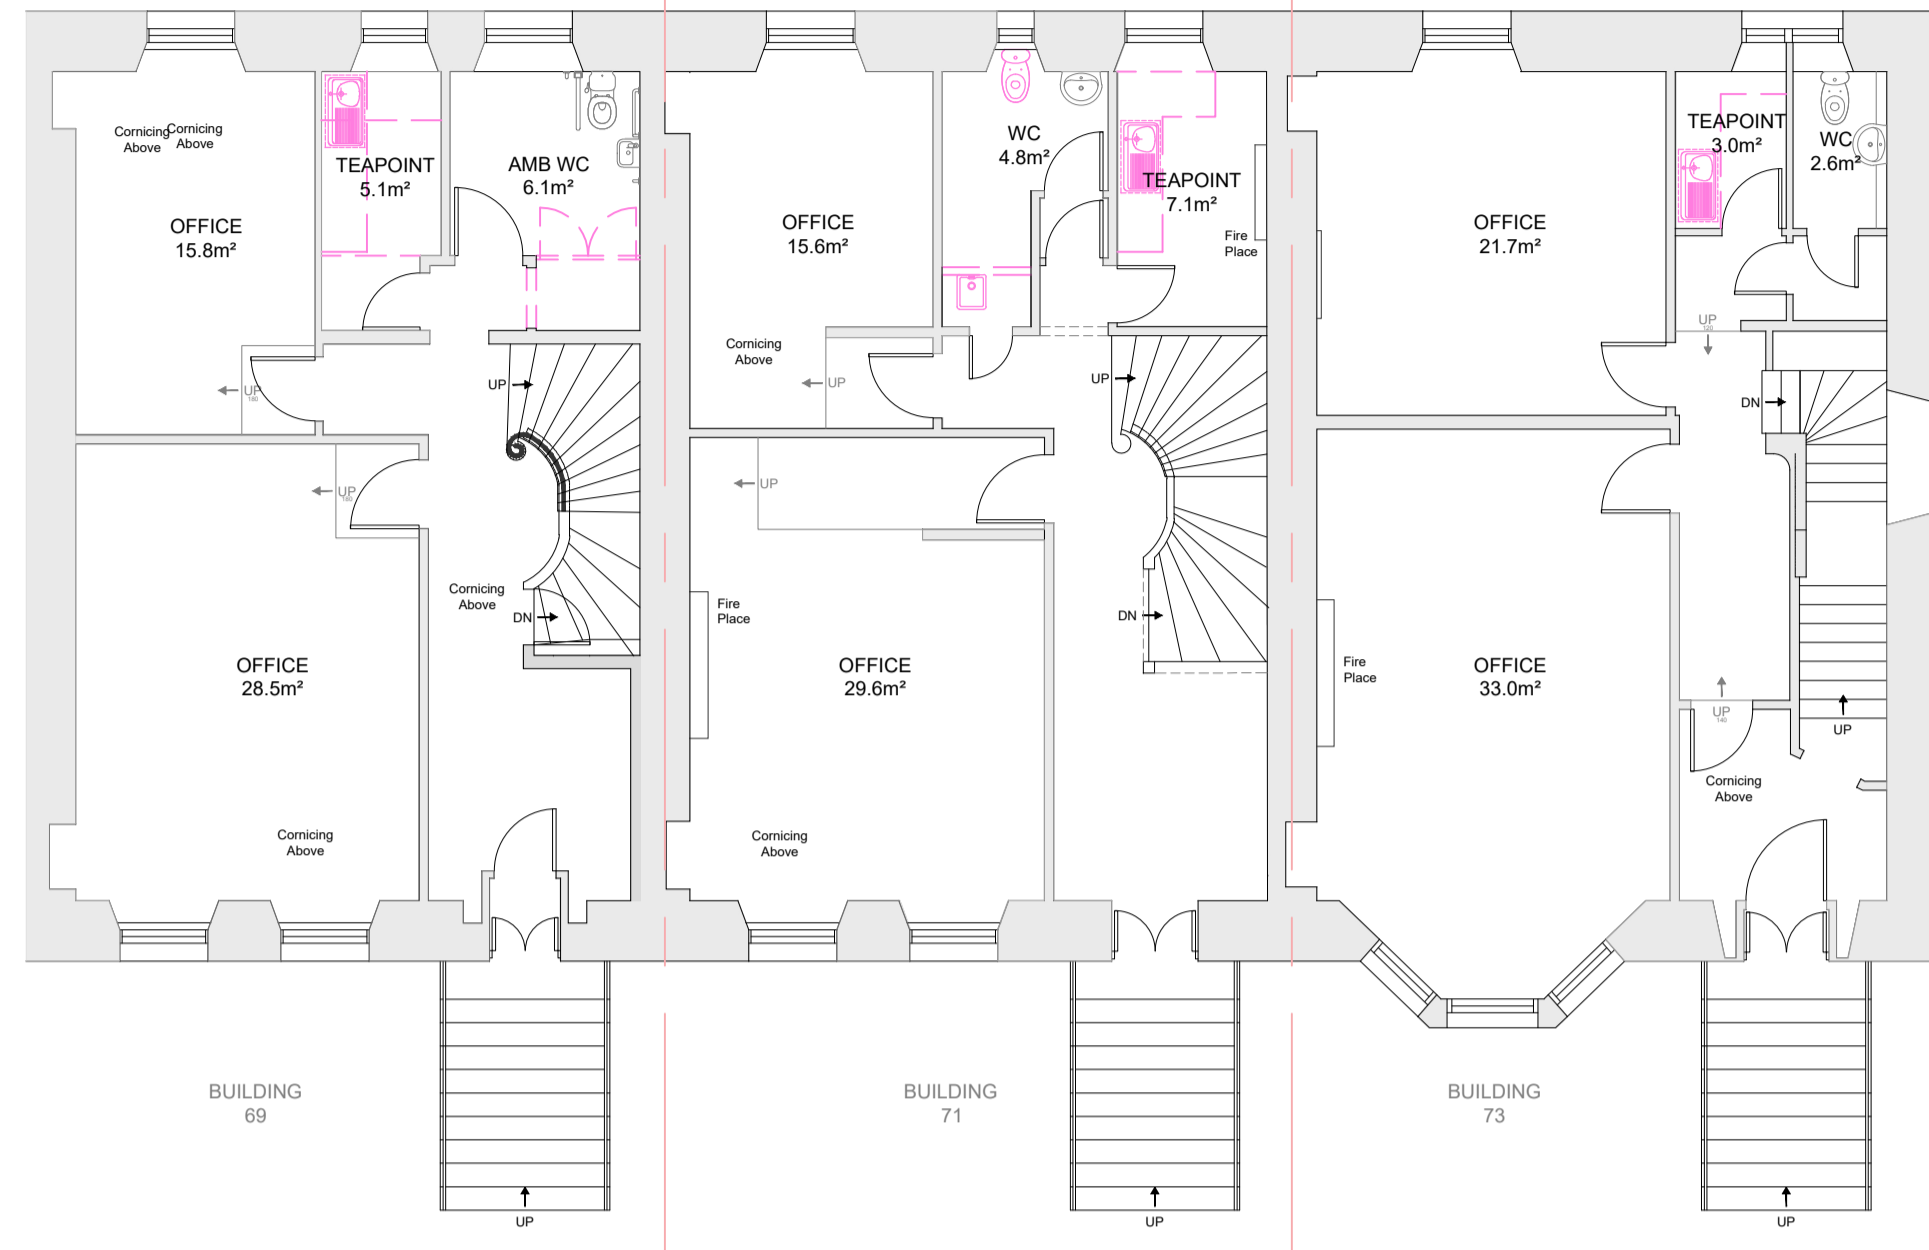 Cornicing
Above
Cornicing
Above
OFFICE
15.8m²
TEAPOINT
5.1m²
AMB WC
6.1m²
UP
180
UP
180
UP
OFFICE
28.5m²
Cornicing
Above
Cornicing
Above
DN
UP
BUILDING
69
OFFICE
15.6m²
WC
4.8m²
TEAPOINT
7.1m²
Fire
Place
Cornicing
Above
UP
UP
UP
Fire
Place
OFFICE
29.6m²
DN
Cornicing
Above
UP
BUILDING
71
OFFICE
21.7m²
TEAPOINT
3.0m²
WC
2.6m²
UP
120
DN
Fire
Place
OFFICE
33.0m²
UP
140
UP
Cornicing
Above
UP
BUILDING
73